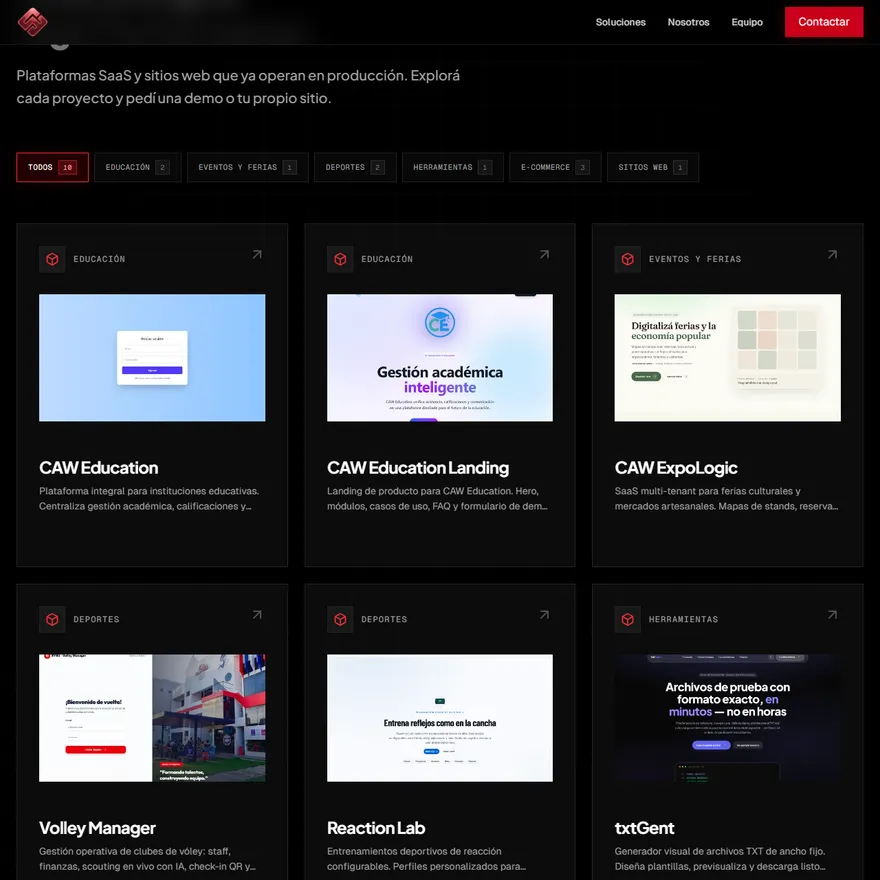 Soluciones
Nosotros
Equipo
Contactar
Plataformas SaaS y sitios web que ya operan en producción. Explorá
cada proyecto y pedí una demo o tu propio sitio.
TODOS 10
EDUCACIÓN 2
EVENTOS Y FERIAS 1
DEPORTES 2
HERRAMIENTAS 1
E-COMMERCE 3
SITIOS WEB 1
EDUCACIÓN
CAW Education
Plataforma integral para instituciones educativas.
Centraliza gestión académica, calificaciones y…
EDUCACIÓN
CE
Gestión académica
inteligente
CAW Education Landing
Landing de producto para CAW Education. Hero,
módulos, casos de uso, FAQ y formulario de dem…
EVENTOS Y FERIAS
Digitalizá ferias y la
economía popular
CAW ExpoLogic
SaaS multi-tenant para ferias culturales y
mercados artesanales. Mapas de stands, reserva…
DEPORTES
¡Bienvenido de vuelta!
"Formando talentos,
construyendo equipo."
Volley Manager
Gestión operativa de clubes de vóley: staff,
finanzas, scouting en vivo con IA, check-in QR y…
DEPORTES
Entrena reflejos como en la cancha
Reaction Lab
Entrenamientos deportivos de reacción
configurables. Perfiles personalizados para…
HERRAMIENTAS
Archivos de prueba con
formato exacto, en
minutos — no en horas
txtGent
Generador visual de archivos TXT de ancho fijo.
Diseña plantillas, previsualiza y descarga listo…